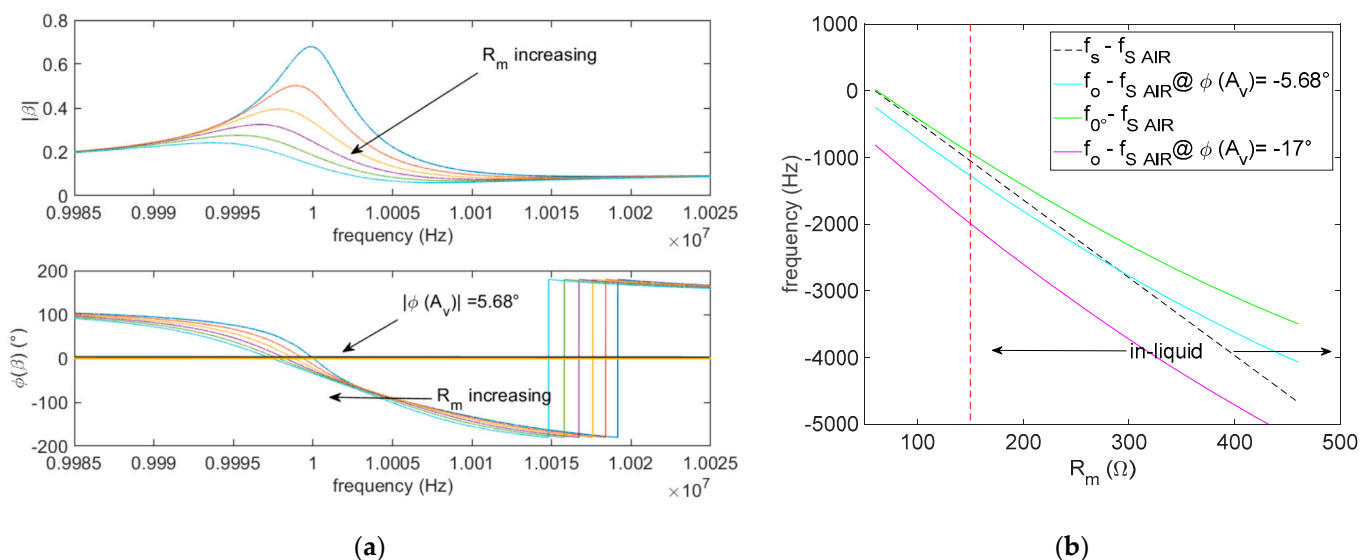 0.8
0.6
0.4
0.2
0
|β|
R_m increasing
0.9985 0.999 0.9995 1 1.0005 1.001 1.0015 1.002 1.0025
frequency (Hz) × 10^7
200
100
0
-100
-200
ϕ(β) (°)
|ϕ (A_v)| =5.68°
R_m increasing
0.9985 0.999 0.9995 1 1.0005 1.001 1.0015 1.002 1.0025
frequency (Hz) × 10^7
(a)
1000
0
-1000
-2000
-3000
-4000
-5000
frequency (Hz)
f_s - f_S AIR
f_o - f_S AIR@ ϕ (A_v)= -5.68°
f_0° - f_S AIR
f_o - f_S AIR@ ϕ (A_v)= -17°
in-liquid
100 200 300 400 500
R_m (Ω)
(b)